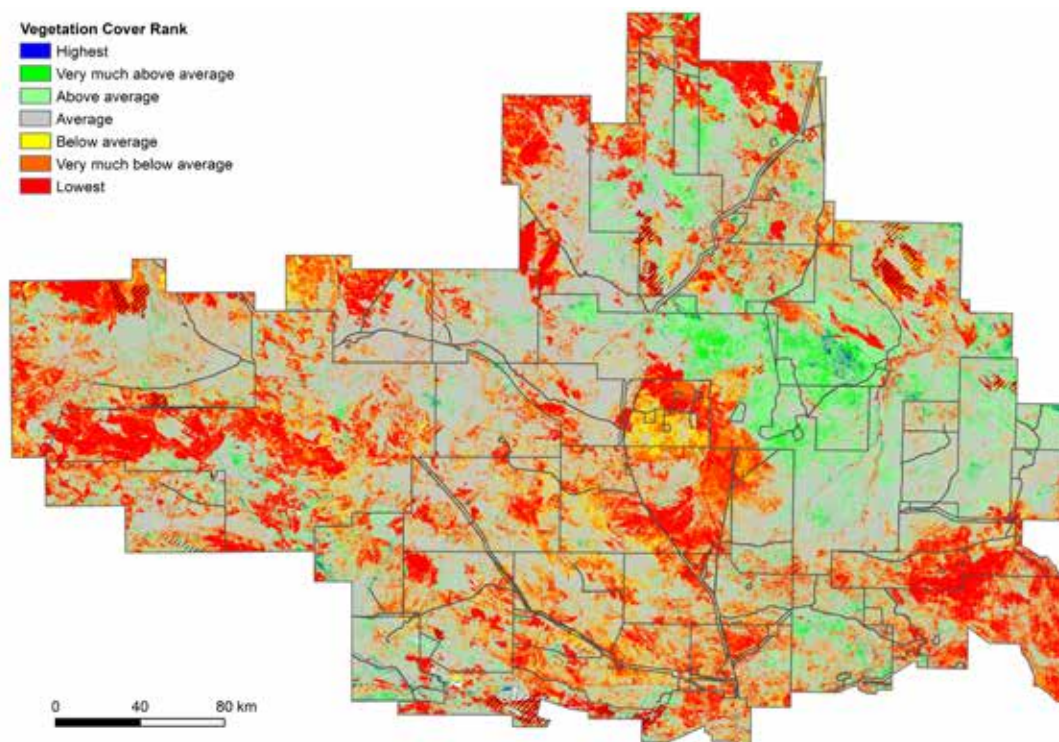 Vegetation Cover Rank
Highest
Very much above average
Above average
Average
Below average
Very much below average
Lowest
0 40 80 km